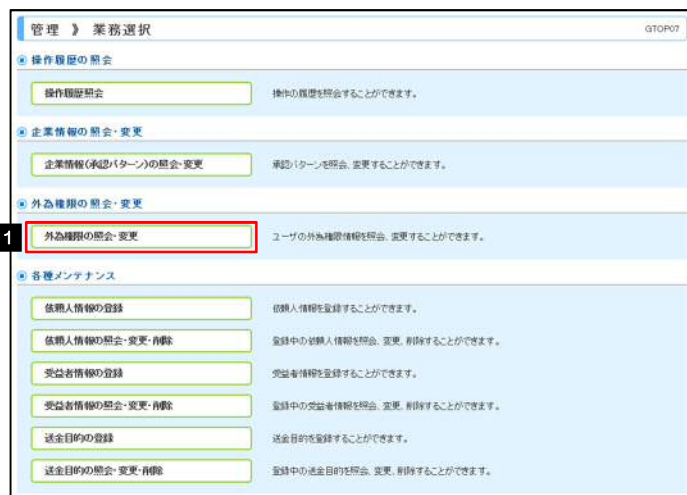 管理 》 業務選択
GTOP07
操作履歴の照会
操作履歴照会
操作の履歴を照会することができます。
企業情報の照会・変更
企業情報(承認パターン)の照会・変更
承認パターンを照会、変更することができます。
外為権限の照会・変更
1
外為権限の照会・変更
ユーザの外為権限情報を照会、変更することができます。
各種メンテナンス
依頼人情報の登録
依頼人情報を登録することができます。
依頼人情報の照会・変更・削除
登録中の依頼人情報を照会、変更、削除することができます。
受益者情報の登録
受益者情報を登録することができます。
受益者情報の照会・変更・削除
登録中の受益者情報を照会、変更、削除することができます。
送金目的の登録
送金目的を登録することができます。
送金目的の照会・変更・削除
登録中の送金目的を照会、変更、削除することができます。